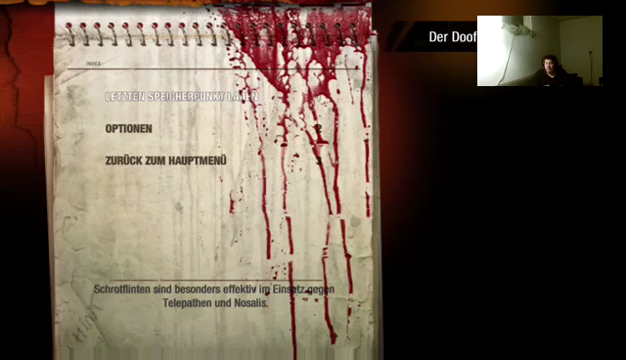 Der Doof
INDEX
LETZTEN SPEICHERPUNKT LADEN
OPTIONEN
ZURÜCK ZUM HAUPTMENÜ
Schrotflinten sind besonders effektiv im Einsatz gegen
Telepathen und Nosalis.